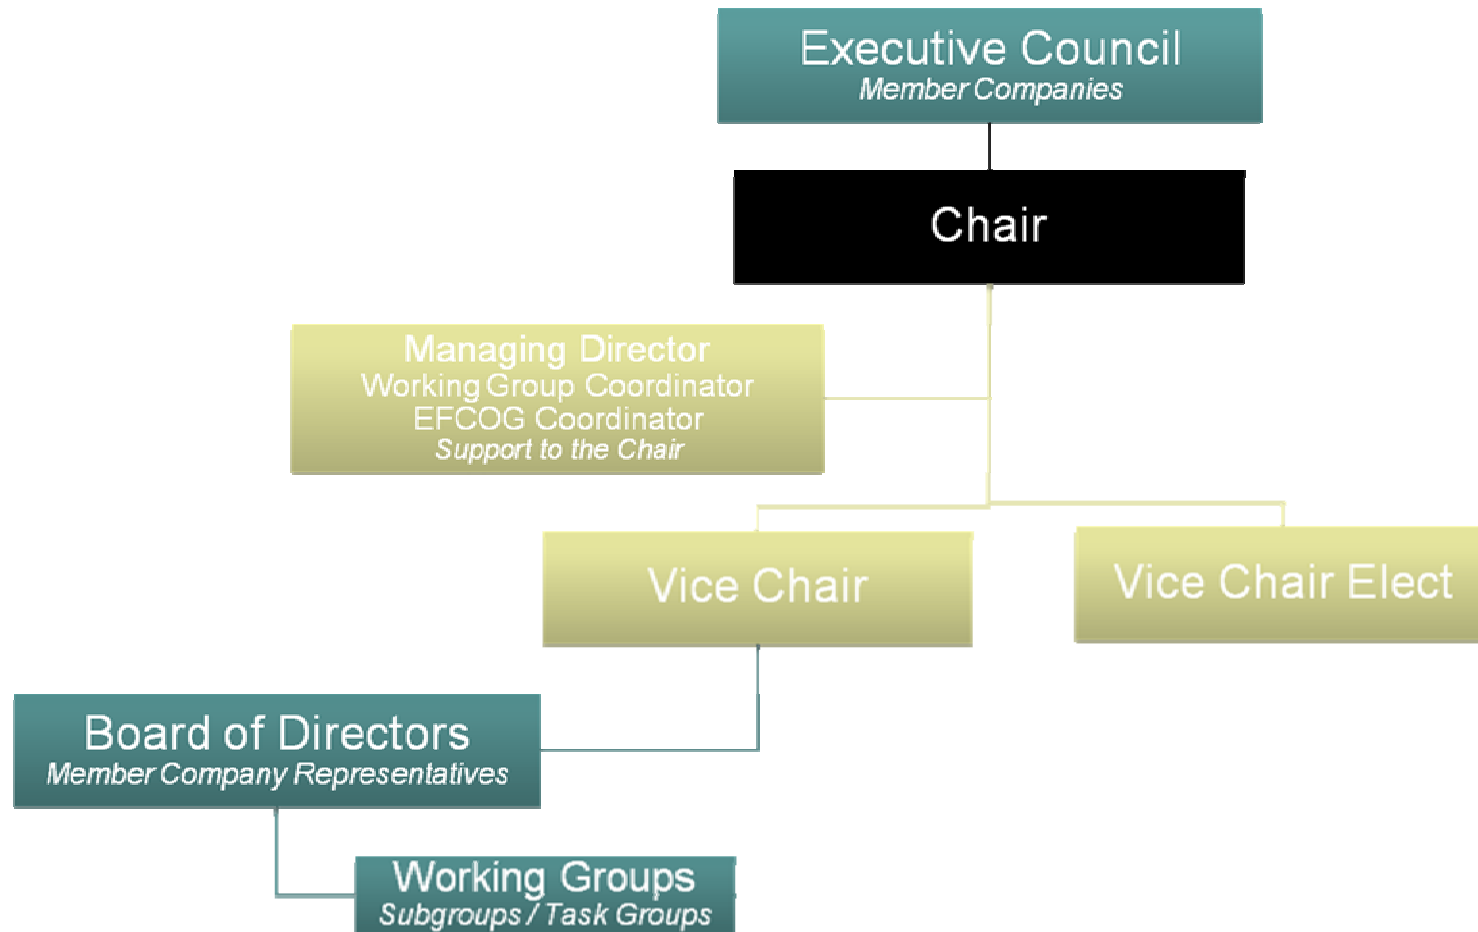 Executive Council
Member Companies
Chair
Managing Director
Working Group Coordinator
EFCOG Coordinator
Support to the Chair
Vice Chair
Vice Chair Elect
Board of Directors
Member Company Representatives
Working Groups
Subgroups / Task Groups